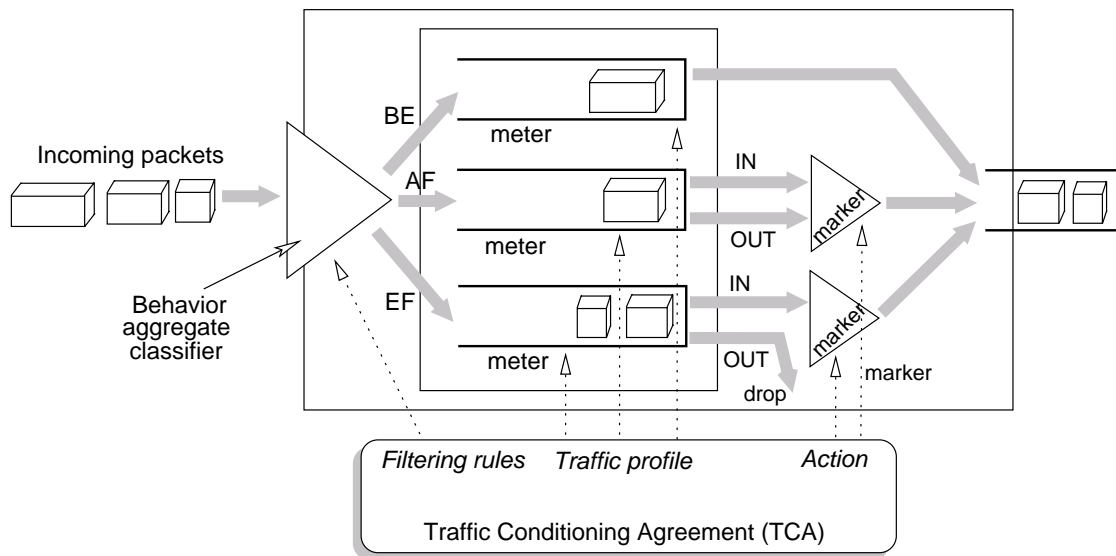 BE
meter
Incoming packets
AF
IN
marker
meter
OUT
Behavior
aggregate
classifier
EF
IN
marker
meter
OUT
marker
drop
Filtering rules
Traffic profile
Action
Traffic Conditioning Agreement (TCA)